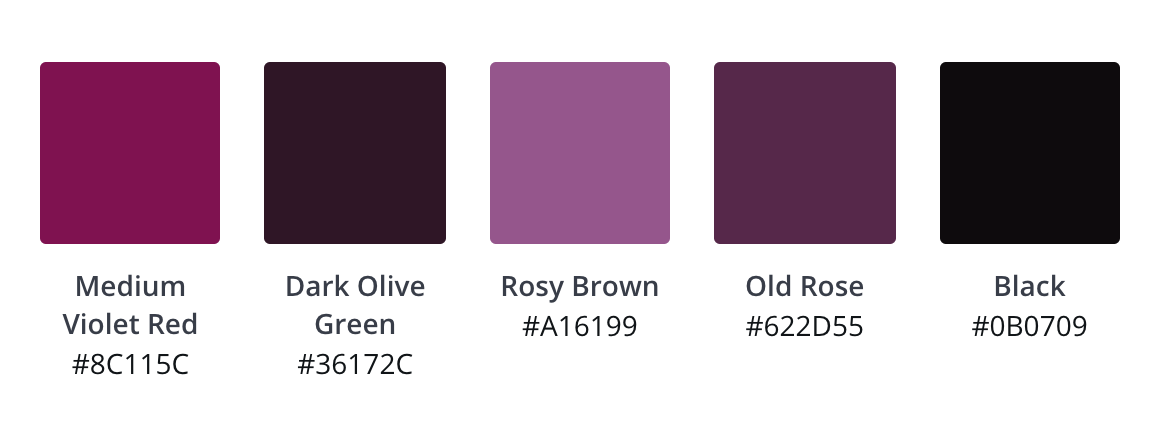 Medium
Violet Red
#8C115C
Dark Olive
Green
#36172C
Rosy Brown
#A16199
Old Rose
#622D55
Black
#0B0709